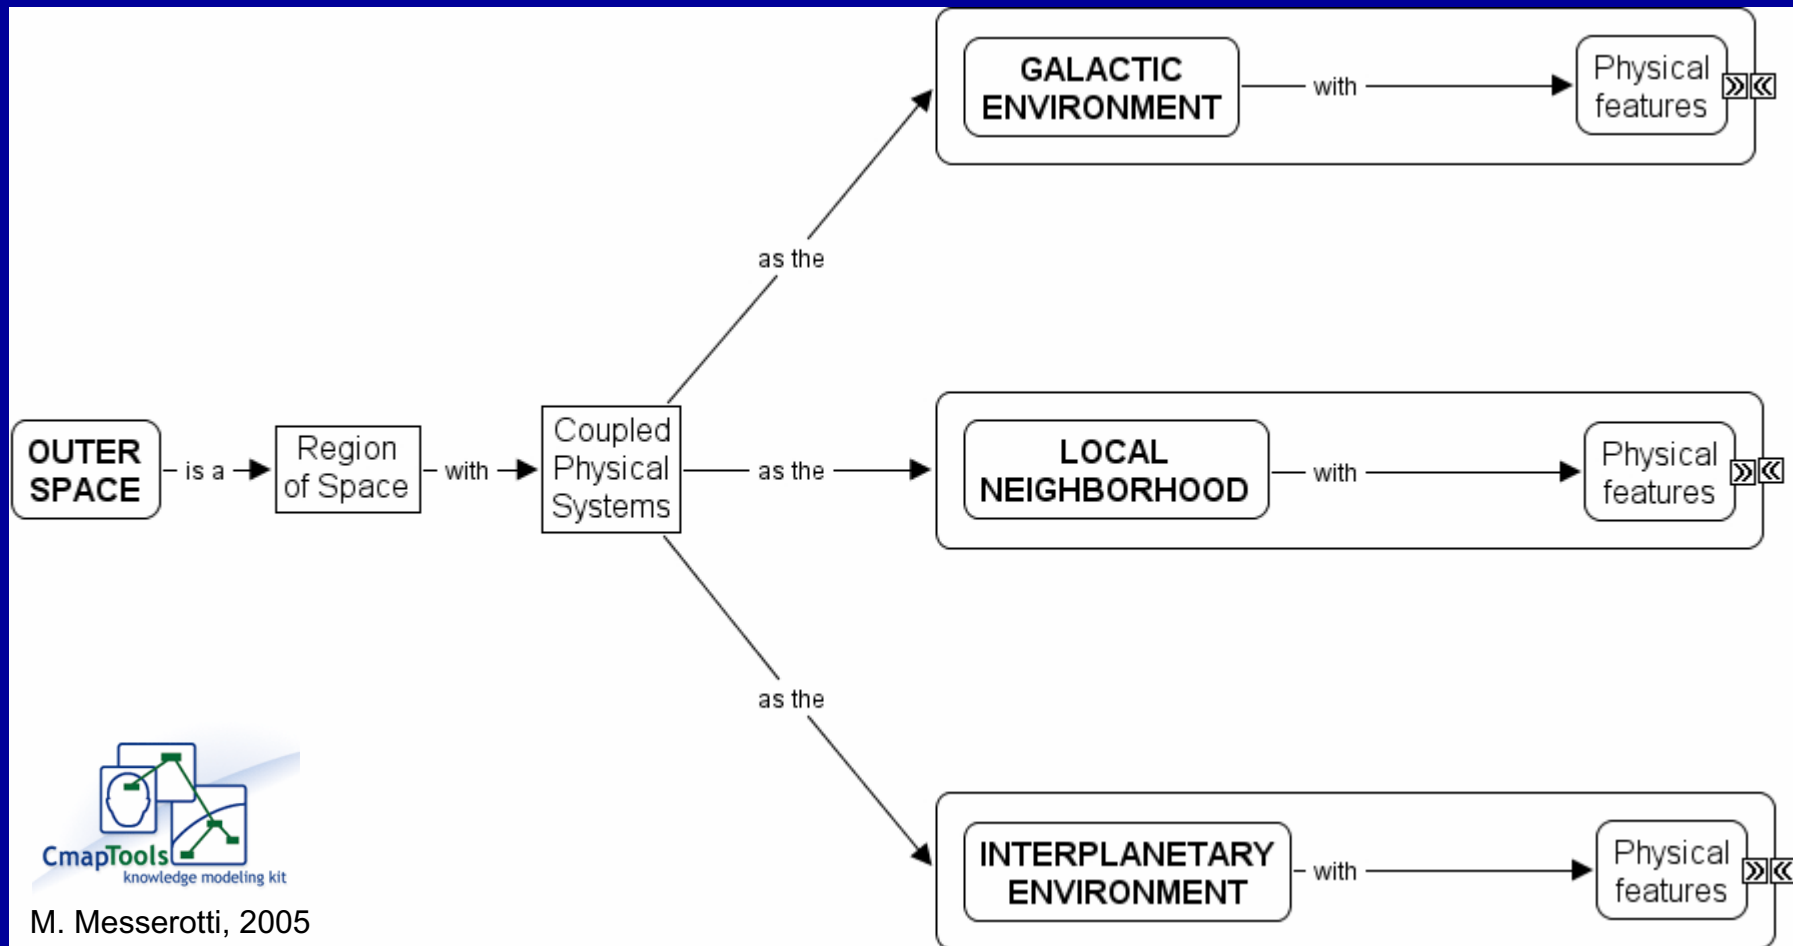 GALACTIC
ENVIRONMENT
with
Physical
features
as the
OUTER
SPACE
is a
Region
of Space
with
Coupled
Physical
Systems
as the
LOCAL
NEIGHBORHOOD
with
Physical
features
as the
INTERPLANETARY
ENVIRONMENT
with
Physical
features
CmapTools
knowledge modeling kit
M. Messerotti, 2005